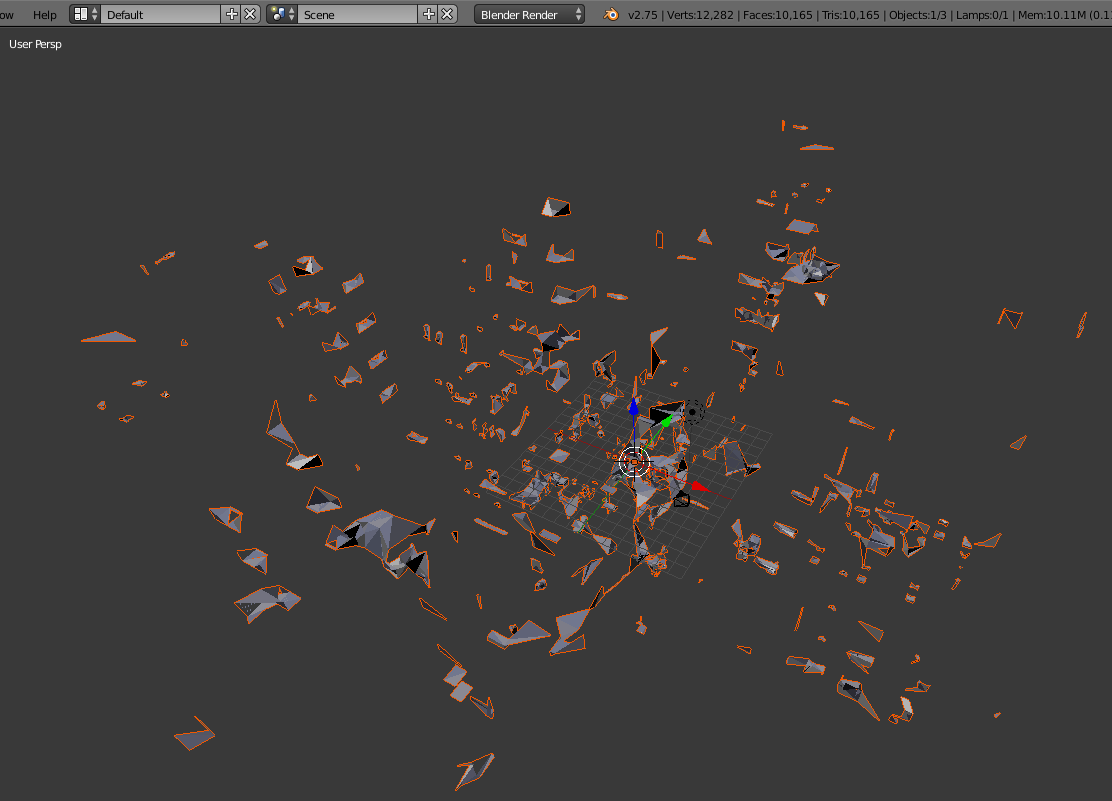 ow Help Default Scene Blender Render v2.75 | Verts:12,282 | Faces:10,165 | Tris:10,165 | Objects:1/3 | Lamps:0/1 | Mem:10.11M (0.1
User Persp